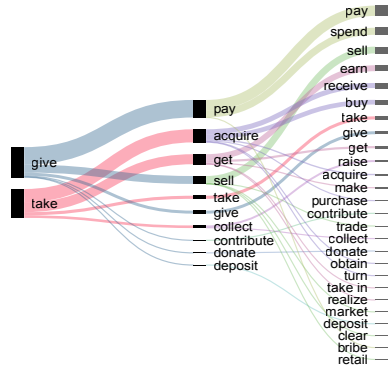 give
take
pay
acquire
get
sell
take
give
collect
contribute
donate
deposit
pay
spend
sell
earn
receive
buy
take
give
get
raise
acquire
make
purchase
contribute
trade
collect
donate
obtain
turn
take in
realize
market
deposit
clear
bribe
retail